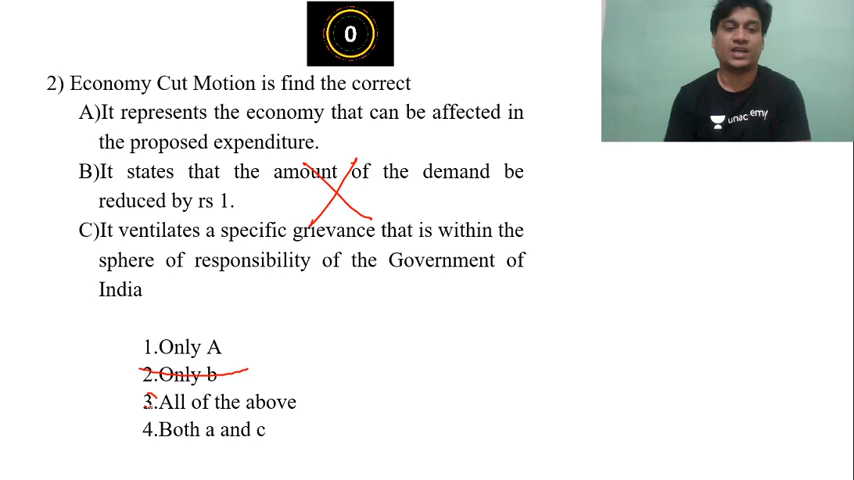 0
2) Economy Cut Motion is find the correct
A)It represents the economy that can be affected in
the proposed expenditure.
B)It states that the amount of the demand be
reduced by rs 1.
C)It ventilates a specific grievance that is within the
sphere of responsibility of the Government of
India
1.Only A
2.Only b
3.All of the above
4.Both a and c
unacademy